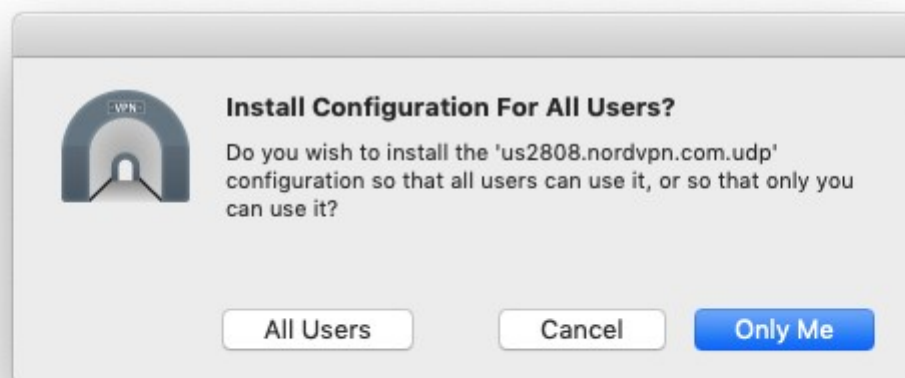 VPN
Install Configuration For All Users?
Do you wish to install the 'us2808.nordvpn.com.udp'
configuration so that all users can use it, or so that only you
can use it?
All Users
Cancel
Only Me